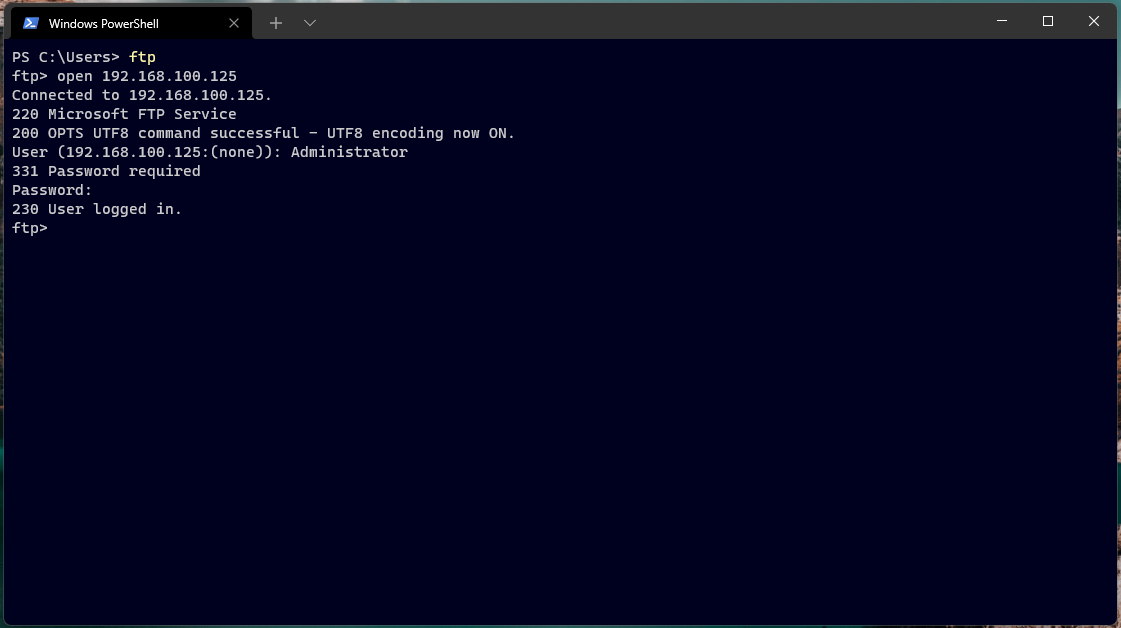 Windows PowerShell
PS C:\Users> ftp
ftp> open 192.168.100.125
Connected to 192.168.100.125.
220 Microsoft FTP Service
200 OPTS UTF8 command successful - UTF8 encoding now ON.
User (192.168.100.125:(none)): Administrator
331 Password required
Password:
230 User logged in.
ftp>